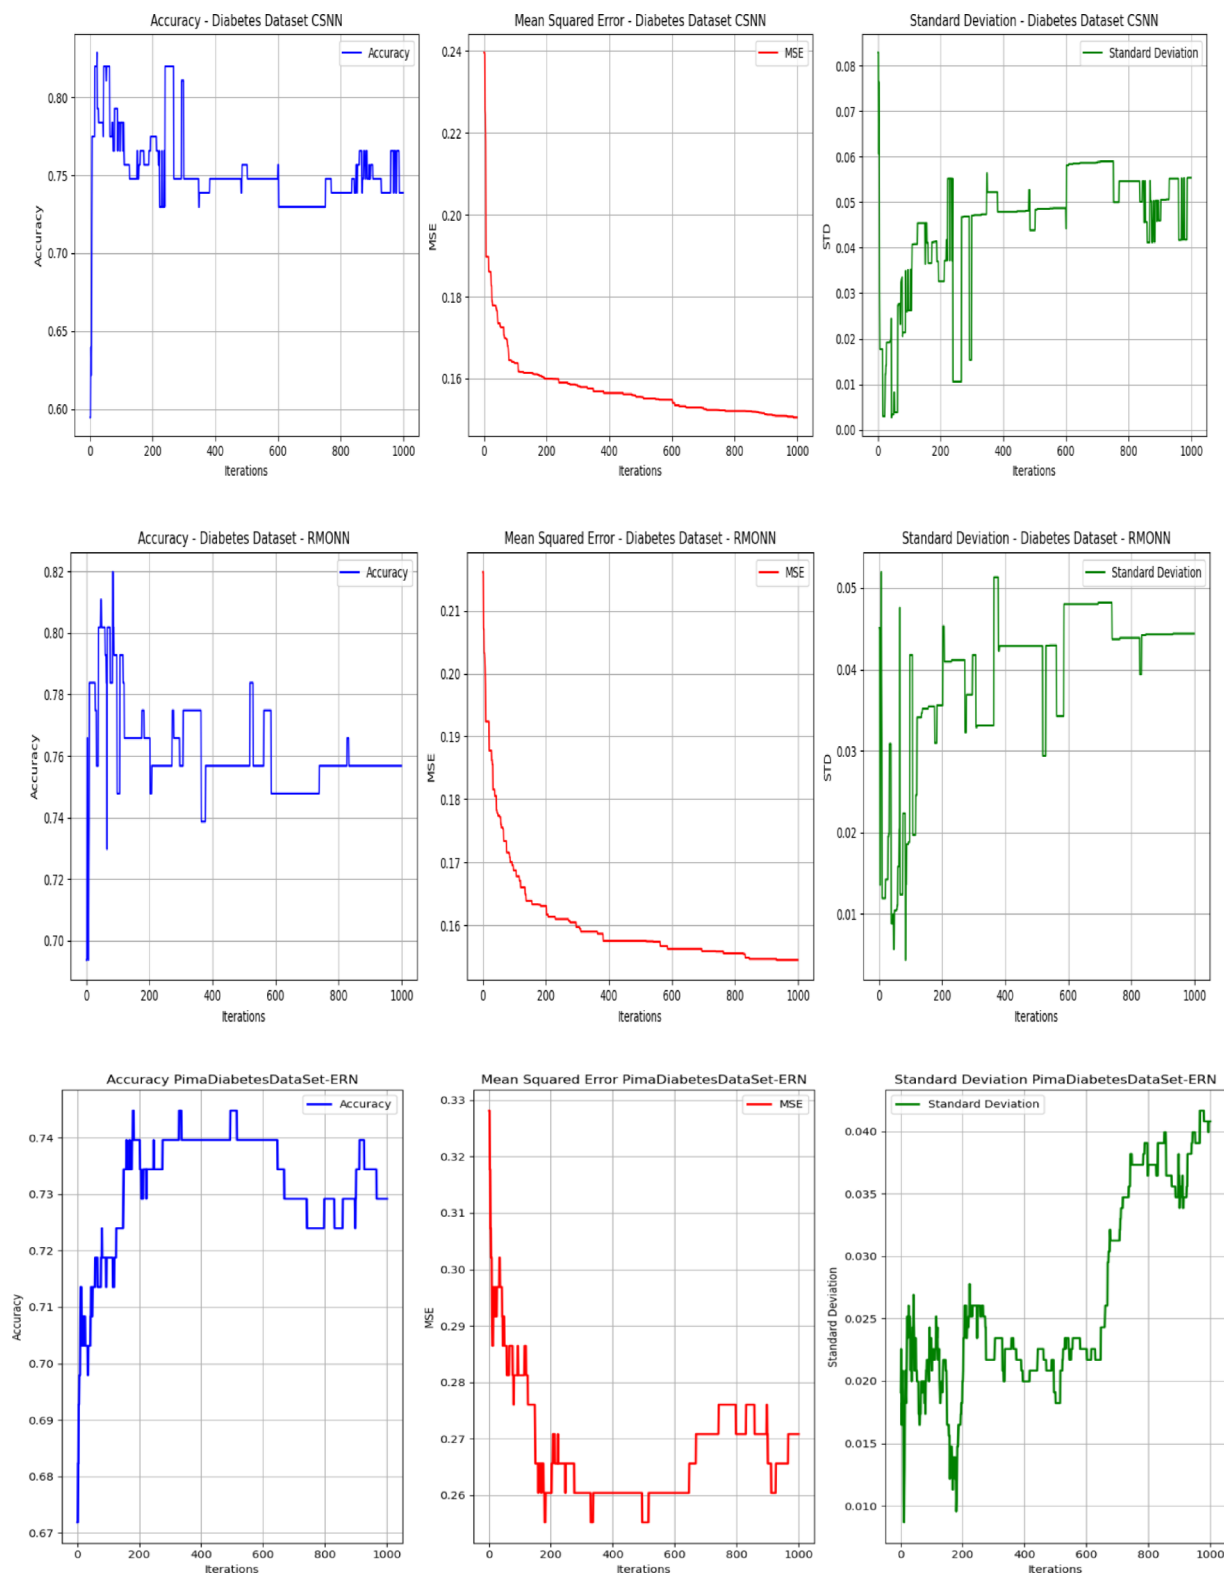 Accuracy - Diabetes Dataset CSNN
Accuracy
0.80
0.75
0.70
0.65
0.60
Accuracy
0 200 400 600 800 1000
Iterations
Mean Squared Error - Diabetes Dataset CSNN
MSE
0.24
0.22
0.20
0.18
0.16
MSE
0 200 400 600 800 1000
Iterations
Standard Deviation - Diabetes Dataset CSNN
Standard Deviation
0.08
0.07
0.06
0.05
0.04
0.03
0.02
0.01
0.00
STD
0 200 400 600 800 1000
Iterations
Accuracy - Diabetes Dataset - RMONN
Accuracy
0.82
0.80
0.78
0.76
0.74
0.72
0.70
Accuracy
0 200 400 600 800 1000
Iterations
Mean Squared Error - Diabetes Dataset - RMONN
MSE
0.21
0.20
0.19
0.18
0.17
0.16
MSE
0 200 400 600 800 1000
Iterations
Standard Deviation - Diabetes Dataset - RMONN
Standard Deviation
0.05
0.04
0.03
0.02
0.01
STD
0 200 400 600 800 1000
Iterations
Accuracy PimaDiabetesDataSet-ERN
Accuracy
0.74
0.73
0.72
0.71
0.70
0.69
0.68
0.67
Accuracy
0 200 400 600 800 1000
Iterations
Mean Squared Error PimaDiabetesDataSet-ERN
MSE
0.33
0.32
0.31
0.30
0.29
0.28
0.27
0.26
MSE
0 200 400 600 800 1000
Iterations
Standard Deviation PimaDiabetesDataSet-ERN
Standard Deviation
0.040
0.035
0.030
0.025
0.020
0.015
0.010
Standard Deviation
0 200 400 600 800 1000
Iterations